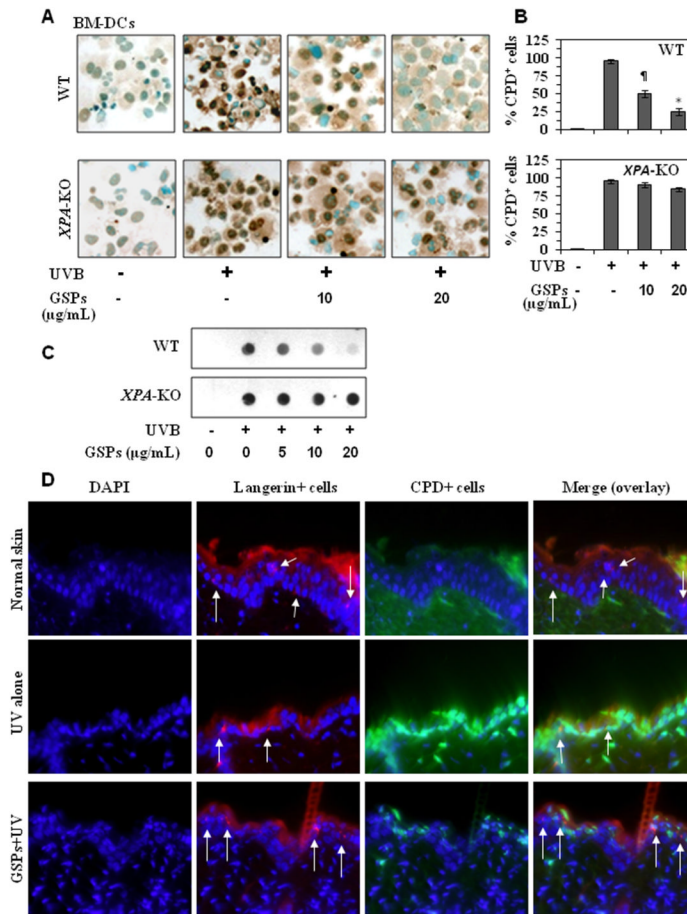 A
BM-DCs
WT
XPA-KO
UVB - + + +
GSPs - - 10 20
(µg/mL)
B
% CPD+ cells
125
100
75
50
25
0
WT
¶
*
% CPD+ cells
125
100
75
50
25
0
XPA-KO
UVB - + + +
GSPs - - 10 20
(µg/mL)
C
WT
XPA-KO
UVB - + + + +
GSPs (µg/mL) 0 0 5 10 20
D
DAPI Langerin+ cells CPD+ cells Merge (overlay)
Normal skin
UV alone
GSPs+UV